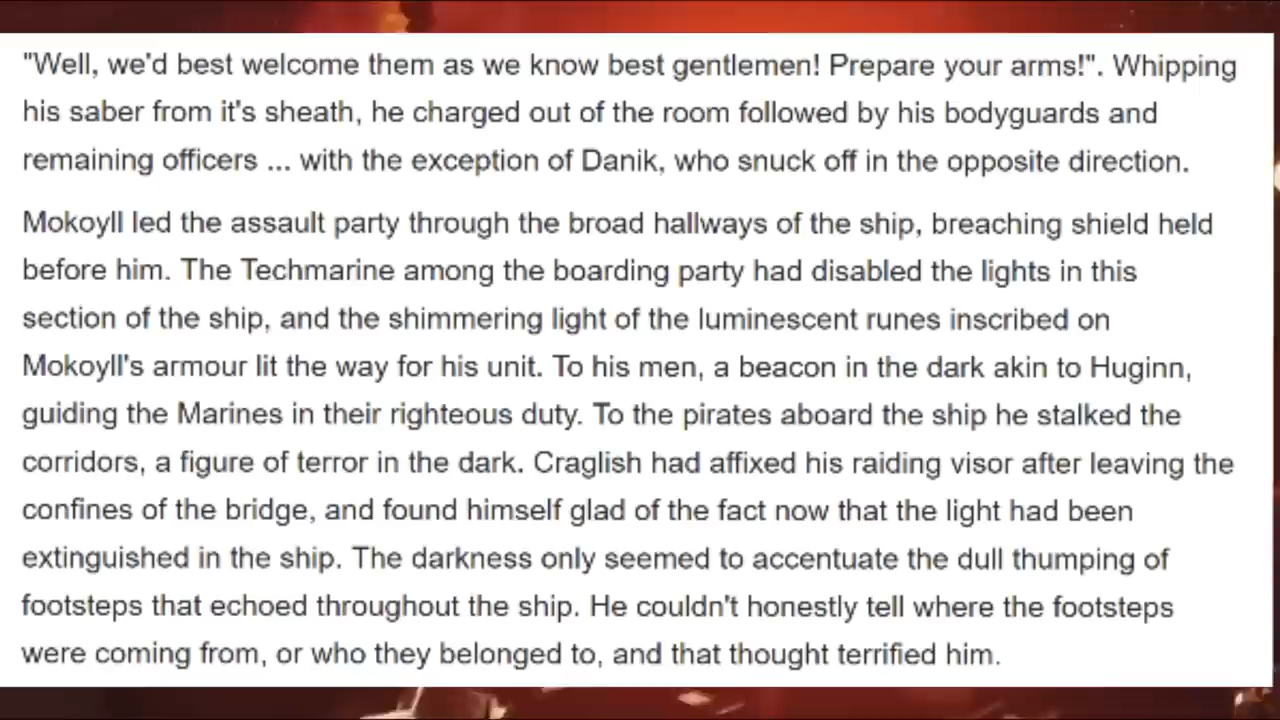 "Well, we'd best welcome them as we know best gentlemen! Prepare your arms!". Whipping
his saber from it's sheath, he charged out of the room followed by his bodyguards and
remaining officers ... with the exception of Danik, who snuck off in the opposite direction.
Mokoyll led the assault party through the broad hallways of the ship, breaching shield held
before him. The Techmarine among the boarding party had disabled the lights in this
section of the ship, and the shimmering light of the luminescent runes inscribed on
Mokoyll's armour lit the way for his unit. To his men, a beacon in the dark akin to Huginn,
guiding the Marines in their righteous duty. To the pirates aboard the ship he stalked the
corridors, a figure of terror in the dark. Craglish had affixed his raiding visor after leaving the
confines of the bridge, and found himself glad of the fact now that the light had been
extinguished in the ship. The darkness only seemed to accentuate the dull thumping of
footsteps that echoed throughout the ship. He couldn't honestly tell where the footsteps
were coming from, or who they belonged to, and that thought terrified him.